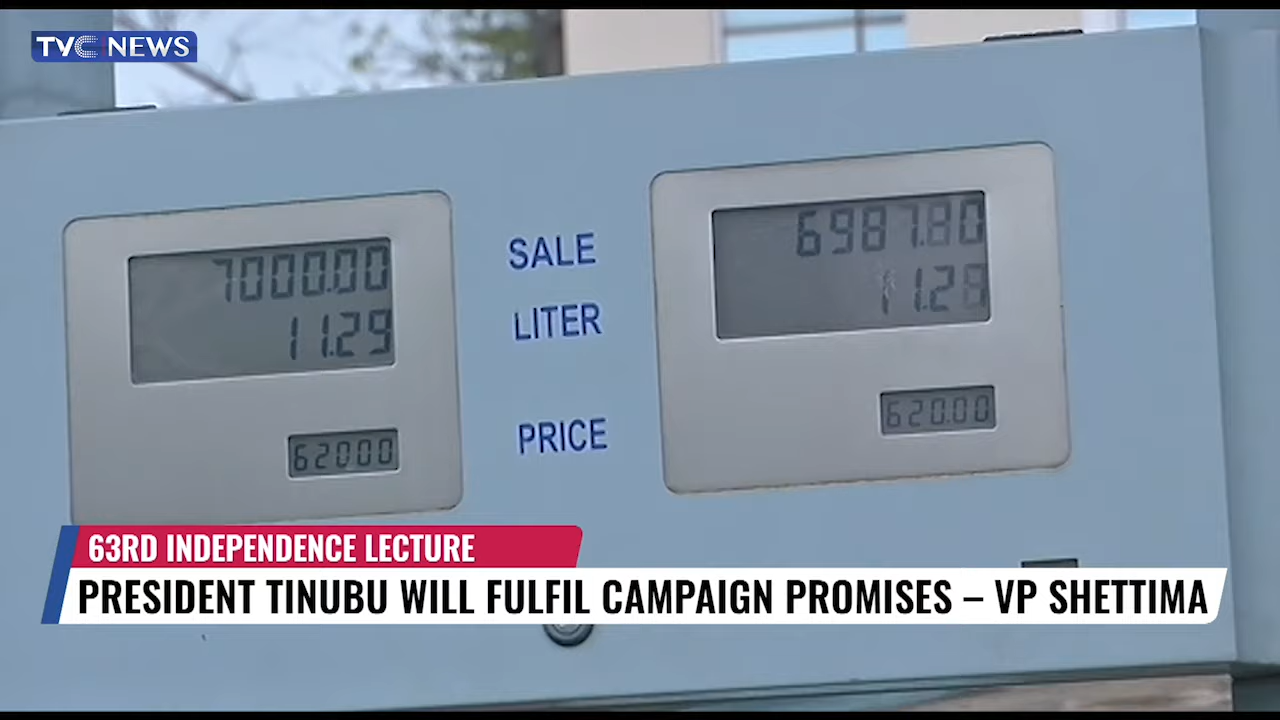 TVC NEWS
7000.00
11.29
62000
SALE
LITER
PRICE
6987.80
11.28
620.00
63RD INDEPENDENCE LECTURE
PRESIDENT TINUBU WILL FULFIL CAMPAIGN PROMISES – VP SHETTIMA